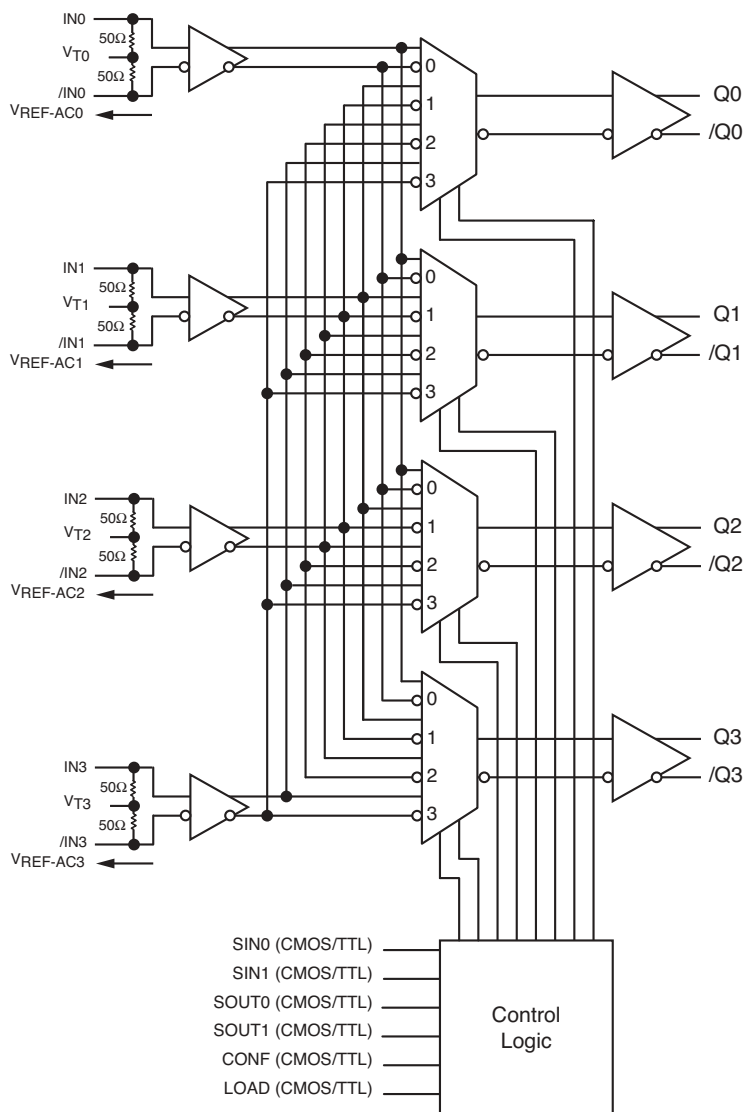 IN0
50Ω
VT0
50Ω
/IN0
VREF-AC0
0
1
2
3
Q0
/Q0
IN1
50Ω
VT1
50Ω
/IN1
VREF-AC1
0
1
2
3
Q1
/Q1
IN2
50Ω
VT2
50Ω
/IN2
VREF-AC2
0
1
2
3
Q2
/Q2
IN3
50Ω
VT3
50Ω
/IN3
VREF-AC3
0
1
2
3
Q3
/Q3
SIN0 (CMOS/TTL)
SIN1 (CMOS/TTL)
SOUT0 (CMOS/TTL)
SOUT1 (CMOS/TTL)
CONF (CMOS/TTL)
LOAD (CMOS/TTL)
Control
Logic